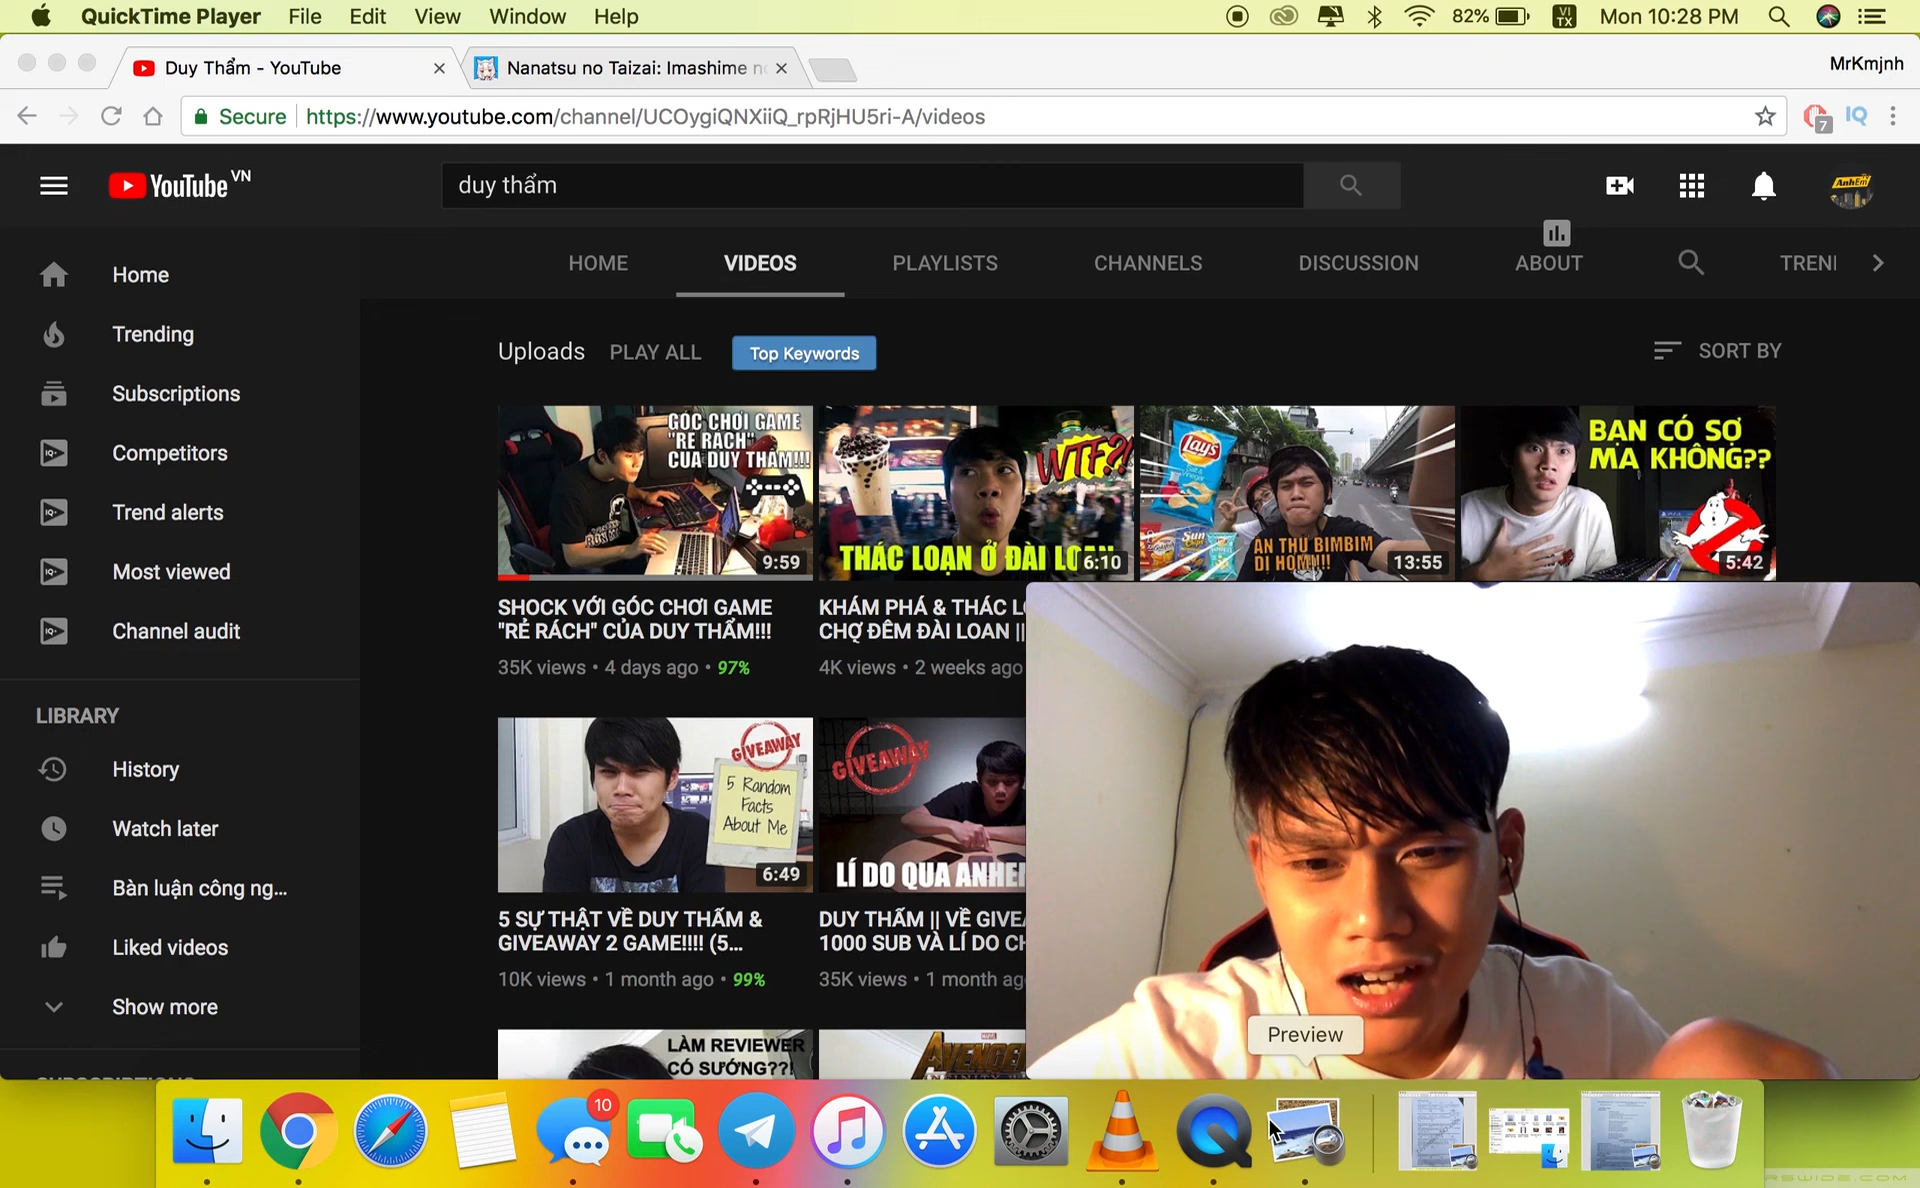 QuickTime Player File Edit View Window Help 82% VI TX Mon 10:28 PM
Duy Thẩm - YouTube Nanatsu no Taizai: Imashime MrKmjnh
Secure https://www.youtube.com/channel/UCOygiQNXiiQ_rpRjHU5ri-A/videos 7 IQ
YouTube VN duy thẩm AnhEm
HOME VIDEOS PLAYLISTS CHANNELS DISCUSSION ABOUT
Home
Trending
Subscriptions
Competitors
Trend alerts
Most viewed
Channel audit
LIBRARY
History
Watch later
Bàn luận công ng...
Liked videos
Show more
Uploads PLAY ALL Top Keywords SORT BY
GÓC CHƠI GAME
"RẺ RÁCH"
CỦA DUY THẨM!!!
9:59
WTF?!
THÁC LOẠN Ở ĐÀI
6:10
Lays
Sun
ĂN THỬ BIMBIM
DỊ HỢM!!!
13:55
BẠN CÓ SỢ
MA KHÔNG??
5:42
SHOCK VỚI GÓC CHƠI GAME
"RẺ RÁCH" CỦA DUY THẨM!!!
35K views • 4 days ago • 97%
KHÁM PHÁ & THÁC
CHỢ ĐÊM ĐÀI LOAN ||
4K views • 2 weeks ago
GIVEAWAY
5 Random
Facts
About Me
6:49
GIVEAWAY
LÍ DO QUA ANHEM
5 SỰ THẬT VỀ DUY THẨM &
GIVEAWAY 2 GAME!!!! (5...
10K views • 1 month ago • 99%
DUY THẨM || VỀ
1000 SUB VÀ LÍ DO
35K views • 1 month
LÀM REVIEWER
CÓ SƯỚNG??!
MARVEL
Preview
10